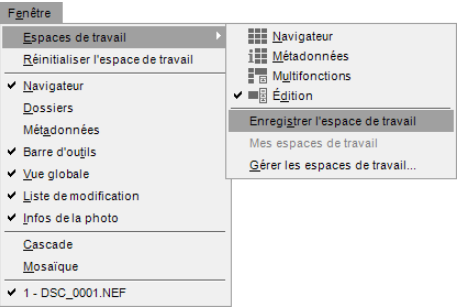 Fenêtre
Espaces de travail
Réinitialiser l'espace de travail
Navigateur
Dossiers
Métadonnées
Barre d'outils
Vue globale
Liste de modification
Infos de la photo
Cascade
Mosaïque
1 - DSC_0001.NEF
Navigateur
Métadonnées
Multifonctions
Édition
Enregistrer l'espace de travail
Mes espaces de travail
Gérer les espaces de travail...